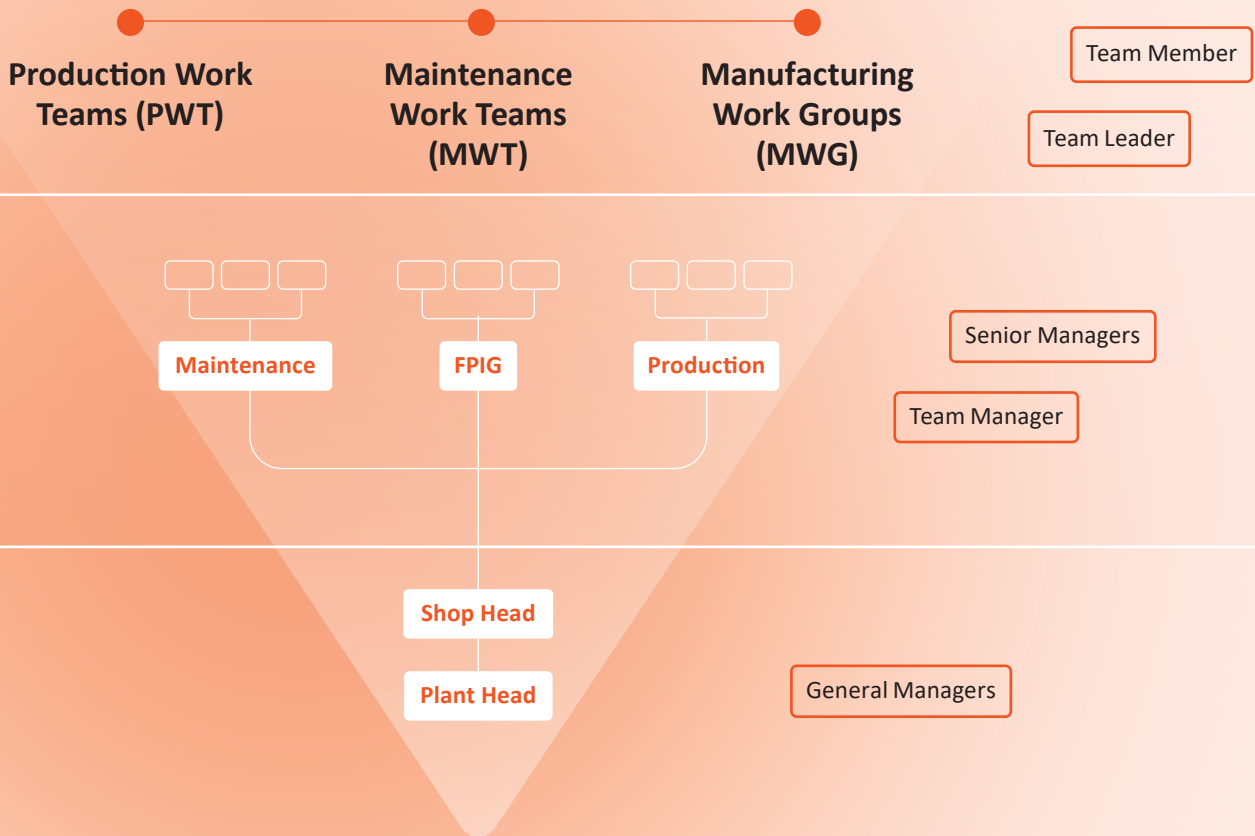 Production Work
Teams (PWT)
Maintenance
Work Teams
(MWT)
Manufacturing
Work Groups
(MWG)
Team Member
Team Leader
Maintenance
FPIG
Production
Senior Managers
Team Manager
Shop Head
Plant Head
General Managers